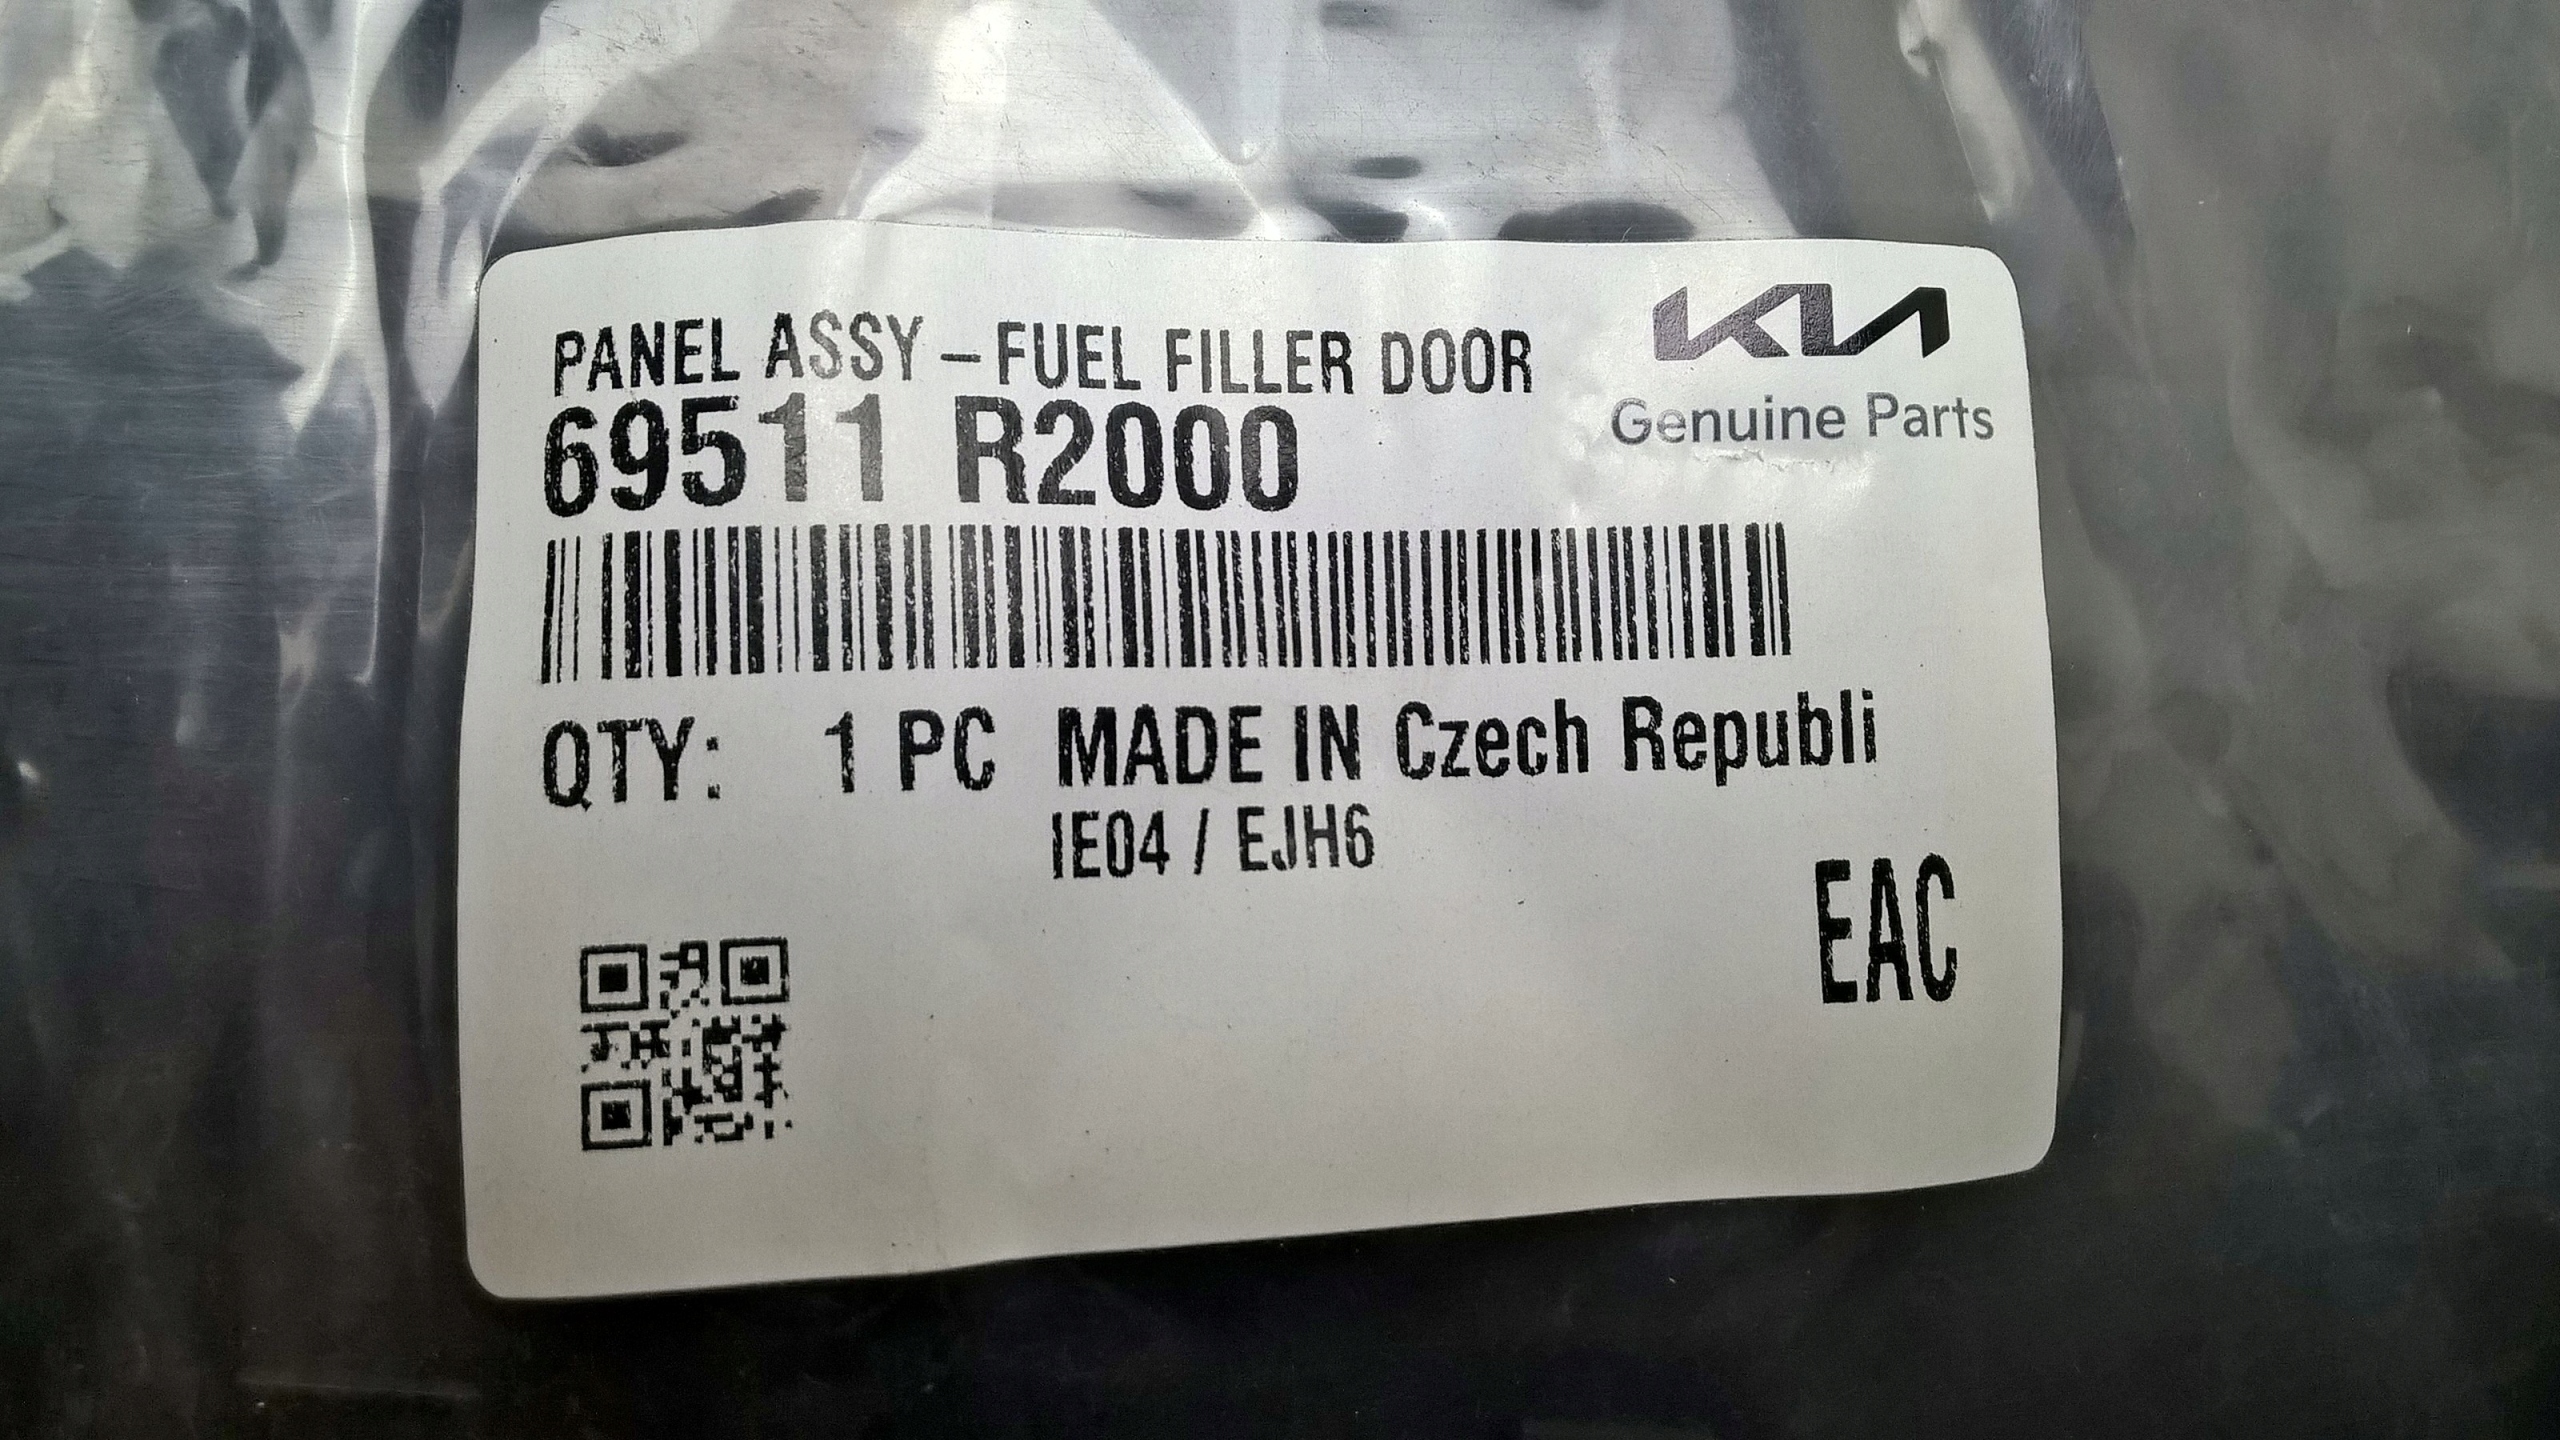 PANEL ASSY – FUEL FILLER DOOR
KIA
Genuine Parts
69511 R2000
QTY: 1 PC MADE IN Czech Republi
IE04 / EJH6
EAC